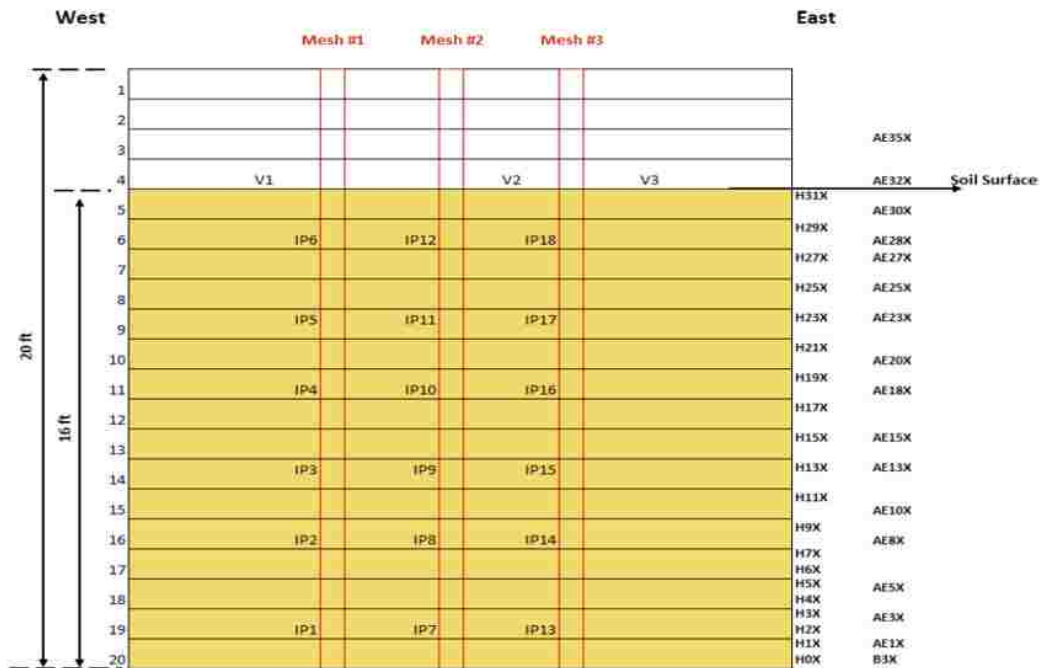 West East
Mesh #1 Mesh #2 Mesh #3
1
2
3 AE35X
4 V1 V2 V3 AE32X Soil Surface
H31X
5 AE30X
H29X
6 IP6 IP12 IP18 AE28X
H27X AE27X
7
H25X AE25X
8
IP5 IP11 IP17 H23X AE23X
9
20 ft
H21X
10 AE20X
H19X
11 IP4 IP10 IP16 AE18X
H17X
12
16 ft
H15X AE15X
13
IP3 IP9 IP15 H13X AE13X
14
H11X
15 AE10X
H9X
16 IP2 IP8 IP14 AE8X
H7X
17 H6X
H5X AE5X
18 H4X
H3X AE3X
19 IP1 IP7 IP13 H2X
H1X AE1X
20 H0X B3X